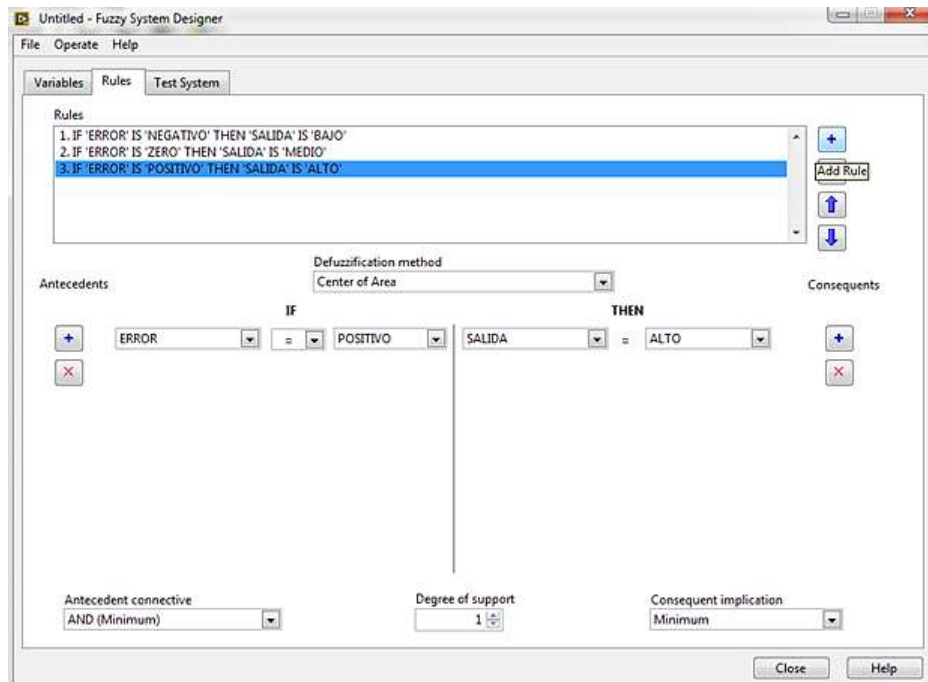 Untitled - Fuzzy System Designer
File Operate Help
Variables Rules Test System
Rules
1. IF 'ERROR' IS 'NEGATIVO' THEN 'SALIDA' IS 'BAJO'
2. IF 'ERROR' IS 'ZERO' THEN 'SALIDA' IS 'MEDIO'
3. IF 'ERROR' IS 'POSITIVO' THEN 'SALIDA' IS 'ALTO'
Add Rule
Defuzzification method
Center of Area
Antecedents
Consequents
IF THEN
ERROR = POSITIVO SALIDA = ALTO
Antecedent connective
AND (Minimum)
Degree of support
1
Consequent implication
Minimum
Close Help